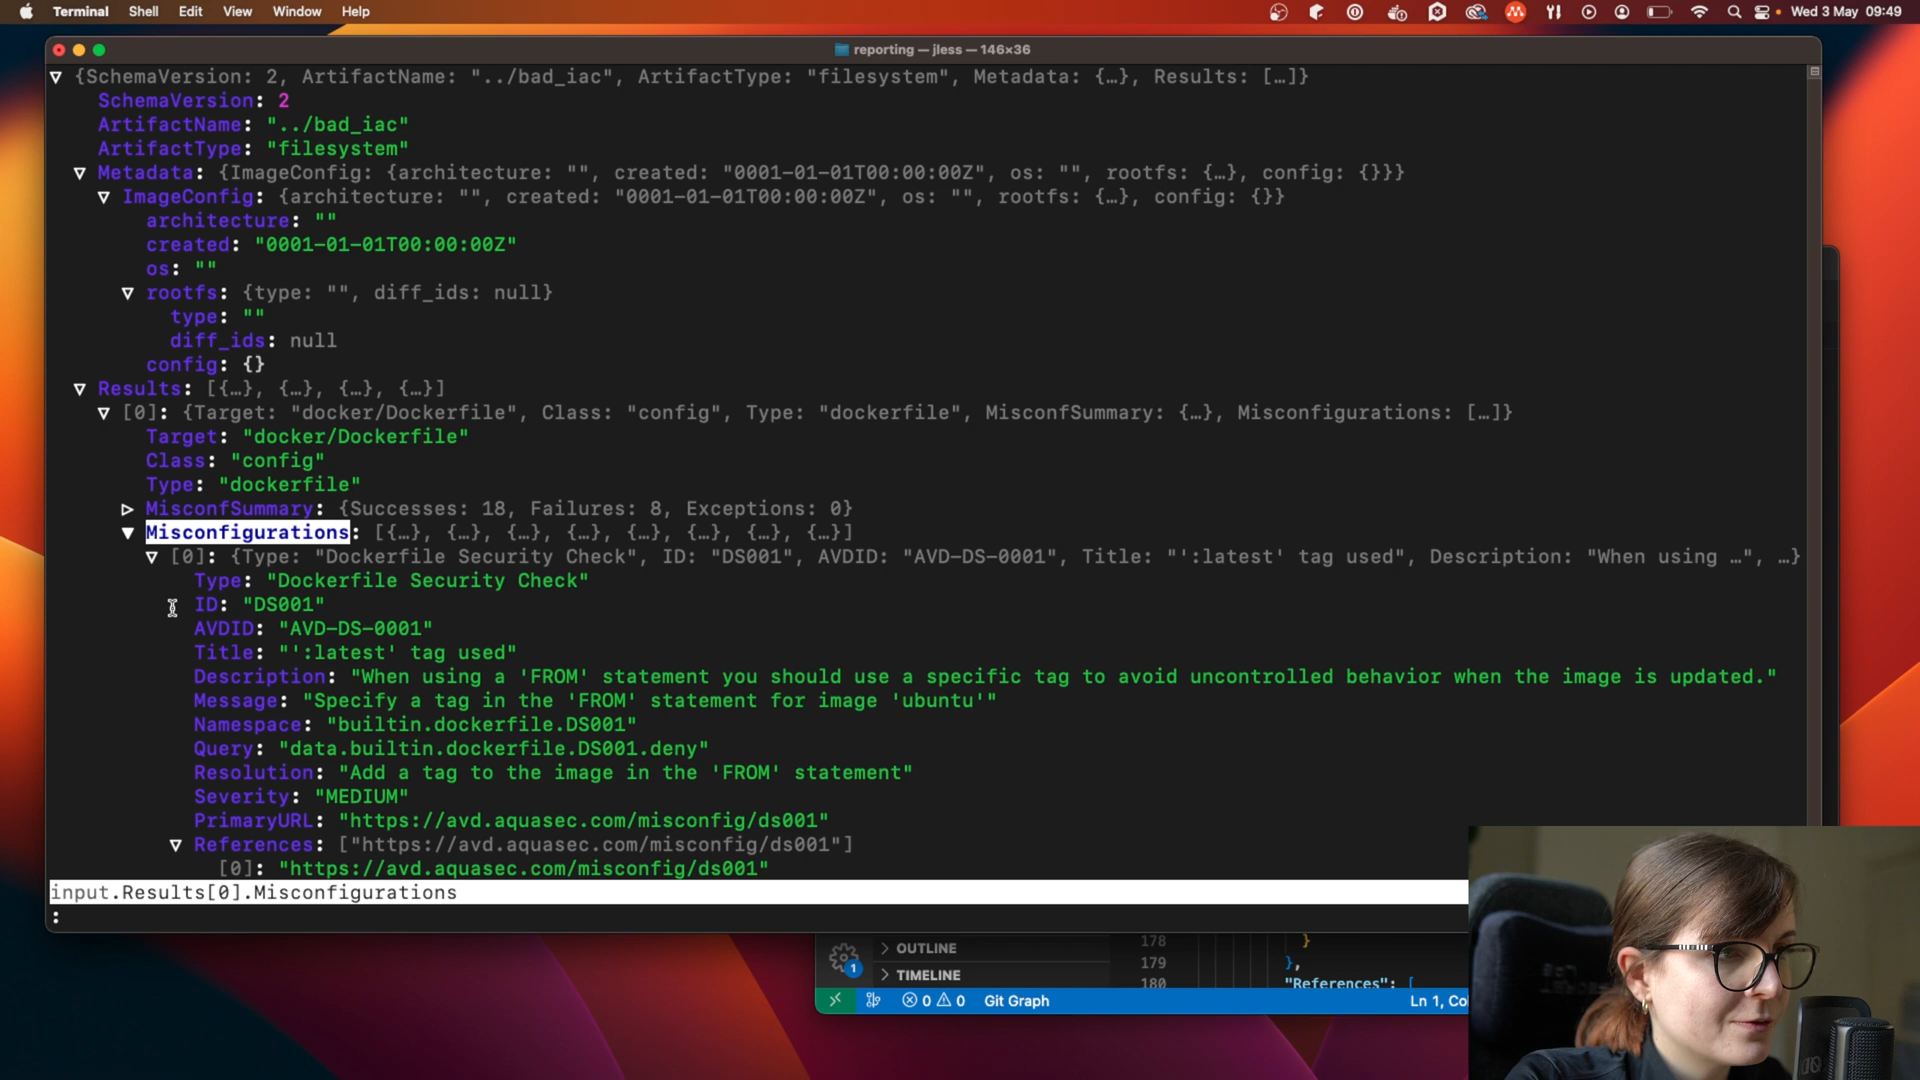 Terminal Shell Edit View Window Help Wed 3 May 09:49
reporting — jless — 146×36
{SchemaVersion: 2, ArtifactName: "../bad_iac", ArtifactType: "filesystem", Metadata: {…}, Results: […]}
SchemaVersion: 2
ArtifactName: "../bad_iac"
ArtifactType: "filesystem"
Metadata: {ImageConfig: {architecture: "", created: "0001-01-01T00:00:00Z", os: "", rootfs: {…}, config: {}}}
ImageConfig: {architecture: "", created: "0001-01-01T00:00:00Z", os: "", rootfs: {…}, config: {}}
architecture: ""
created: "0001-01-01T00:00:00Z"
os: ""
rootfs: {type: "", diff_ids: null}
type: ""
diff_ids: null
config: {}
Results: [{…}, {…}, {…}, {…}]
[0]: {Target: "docker/Dockerfile", Class: "config", Type: "dockerfile", MisconfSummary: {…}, Misconfigurations: […]}
Target: "docker/Dockerfile"
Class: "config"
Type: "dockerfile"
MisconfSummary: {Successes: 18, Failures: 8, Exceptions: 0}
Misconfigurations: [{…}, {…}, {…}, {…}, {…}, {…}, {…}, {…}]
[0]: {Type: "Dockerfile Security Check", ID: "DS001", AVDID: "AVD-DS-0001", Title: "':latest' tag used", Description: "When using …", …}
Type: "Dockerfile Security Check"
ID: "DS001"
AVDID: "AVD-DS-0001"
Title: "':latest' tag used"
Description: "When using a 'FROM' statement you should use a specific tag to avoid uncontrolled behavior when the image is updated."
Message: "Specify a tag in the 'FROM' statement for image 'ubuntu'"
Namespace: "builtin.dockerfile.DS001"
Query: "data.builtin.dockerfile.DS001.deny"
Resolution: "Add a tag to the image in the 'FROM' statement"
Severity: "MEDIUM"
PrimaryURL: "https://avd.aquasec.com/misconfig/ds001"
References: ["https://avd.aquasec.com/misconfig/ds001"]
[0]: "https://avd.aquasec.com/misconfig/ds001"
input.Results[0].Misconfigurations
:
OUTLINE 178 }
1 TIMELINE 179 },
180 "References": [
0 0 Git Graph Ln 1, Co